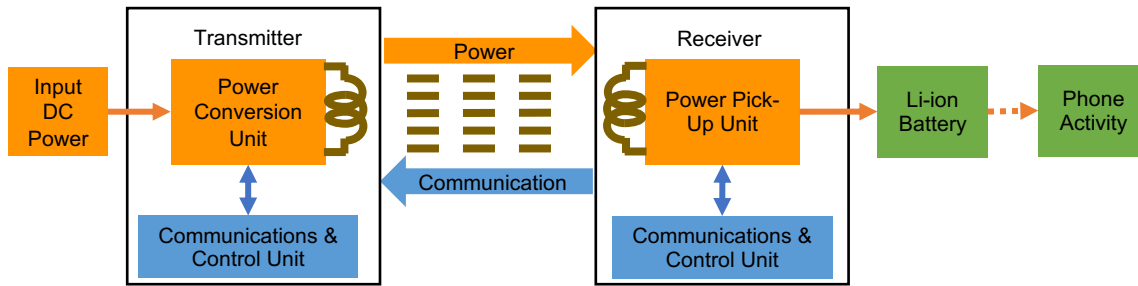 Transmitter
Power
Receiver
Input
DC
Power
Power
Conversion
Unit
Power Pick-
Up Unit
Li-ion
Battery
Phone
Activity
Communication
Communications &
Control Unit
Communications &
Control Unit